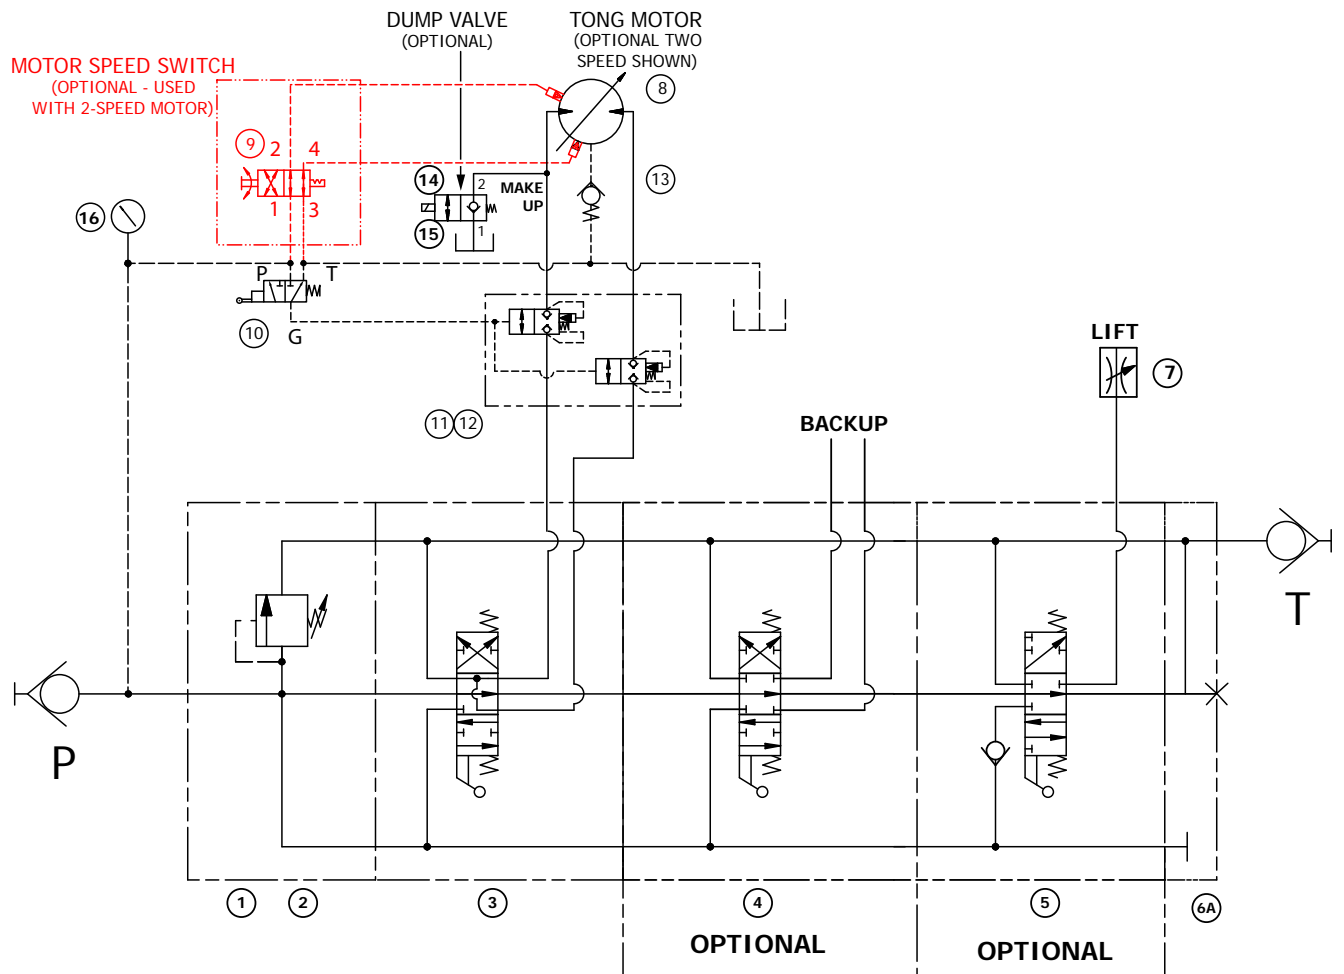 DUMP VALVE
(OPTIONAL)
TONG MOTOR
(OPTIONAL TWO
SPEED SHOWN)
8
MOTOR SPEED SWITCH
(OPTIONAL - USED
WITH 2-SPEED MOTOR)
9
2
4
1
3
14
2
MAKE
UP
13
15
1
16
P
T
10
G
11
12
LIFT
7
BACKUP
T
P
1
2
3
4
5
6A
OPTIONAL
OPTIONAL